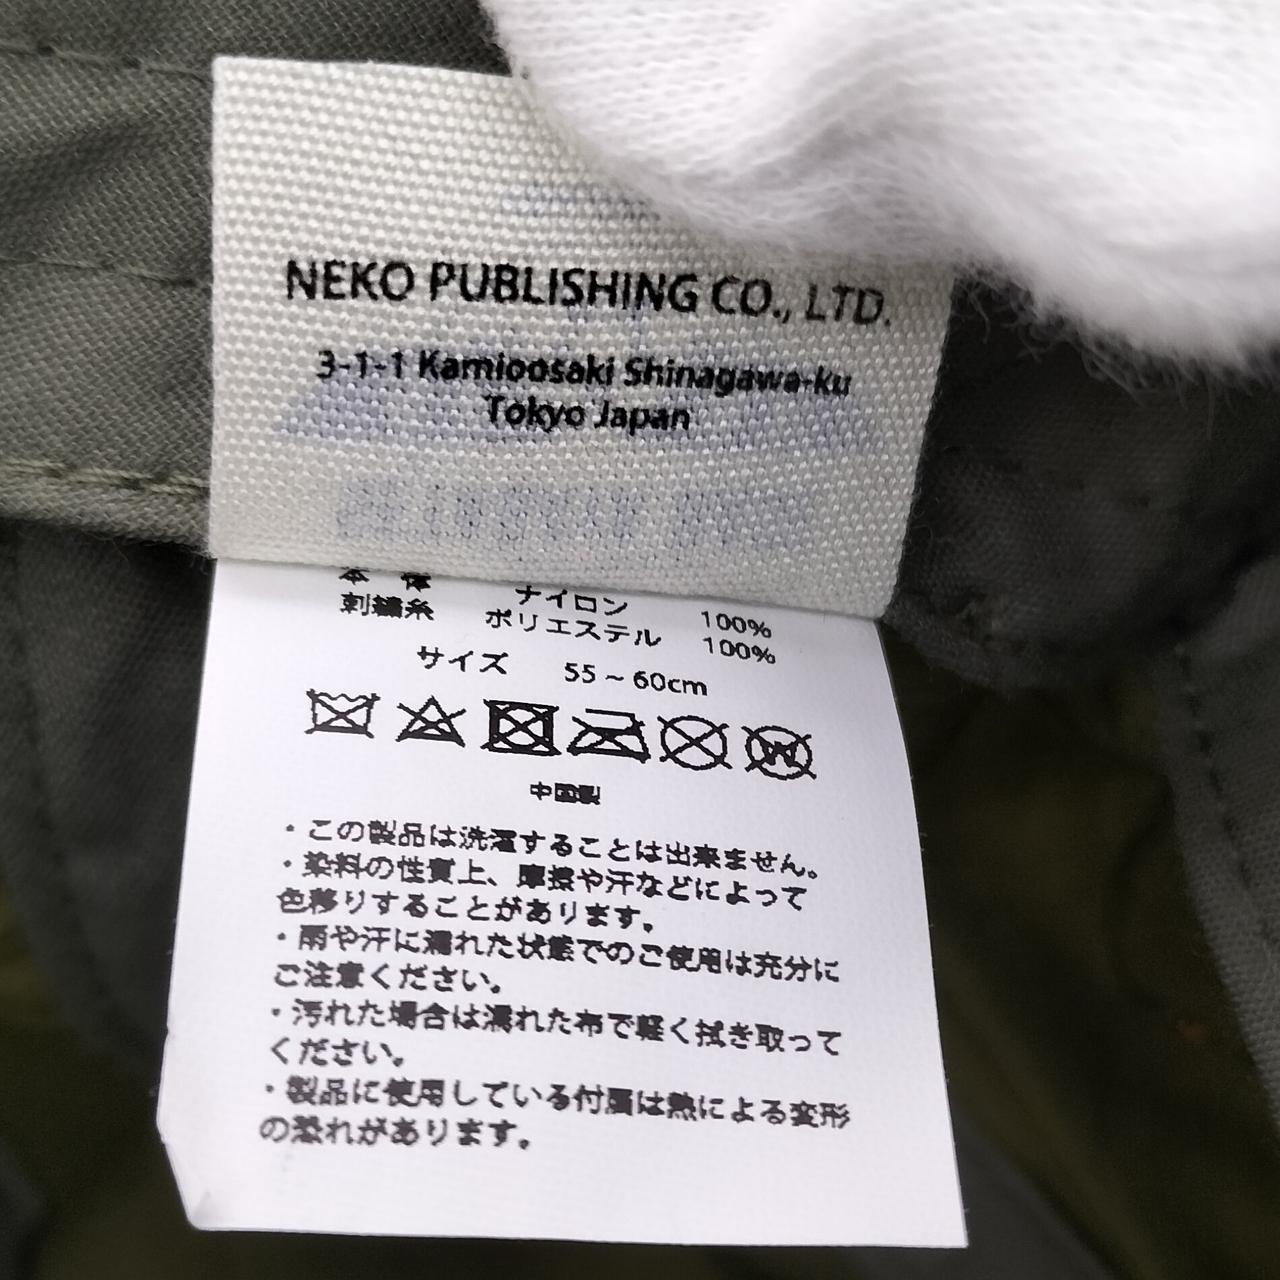 NEKO PUBLISHING CO., LTD.
3-1-1 Kamioosaki Shinagawa-ku
Tokyo Japan
本 体 ナイロン 100%
刺繍糸 ポリエステル 100%
サイズ 55~60cm
中国製
・この製品は洗濯することは出来ません。
・染料の性質上、摩擦や汗などによって
色移りすることがあります。
・雨や汗に濡れた状態でのご使用は充分に
ご注意ください。
・汚れた場合は濡れた布で軽く拭き取って
ください。
・製品に使用している付属は熱による変形
の恐れがあります。